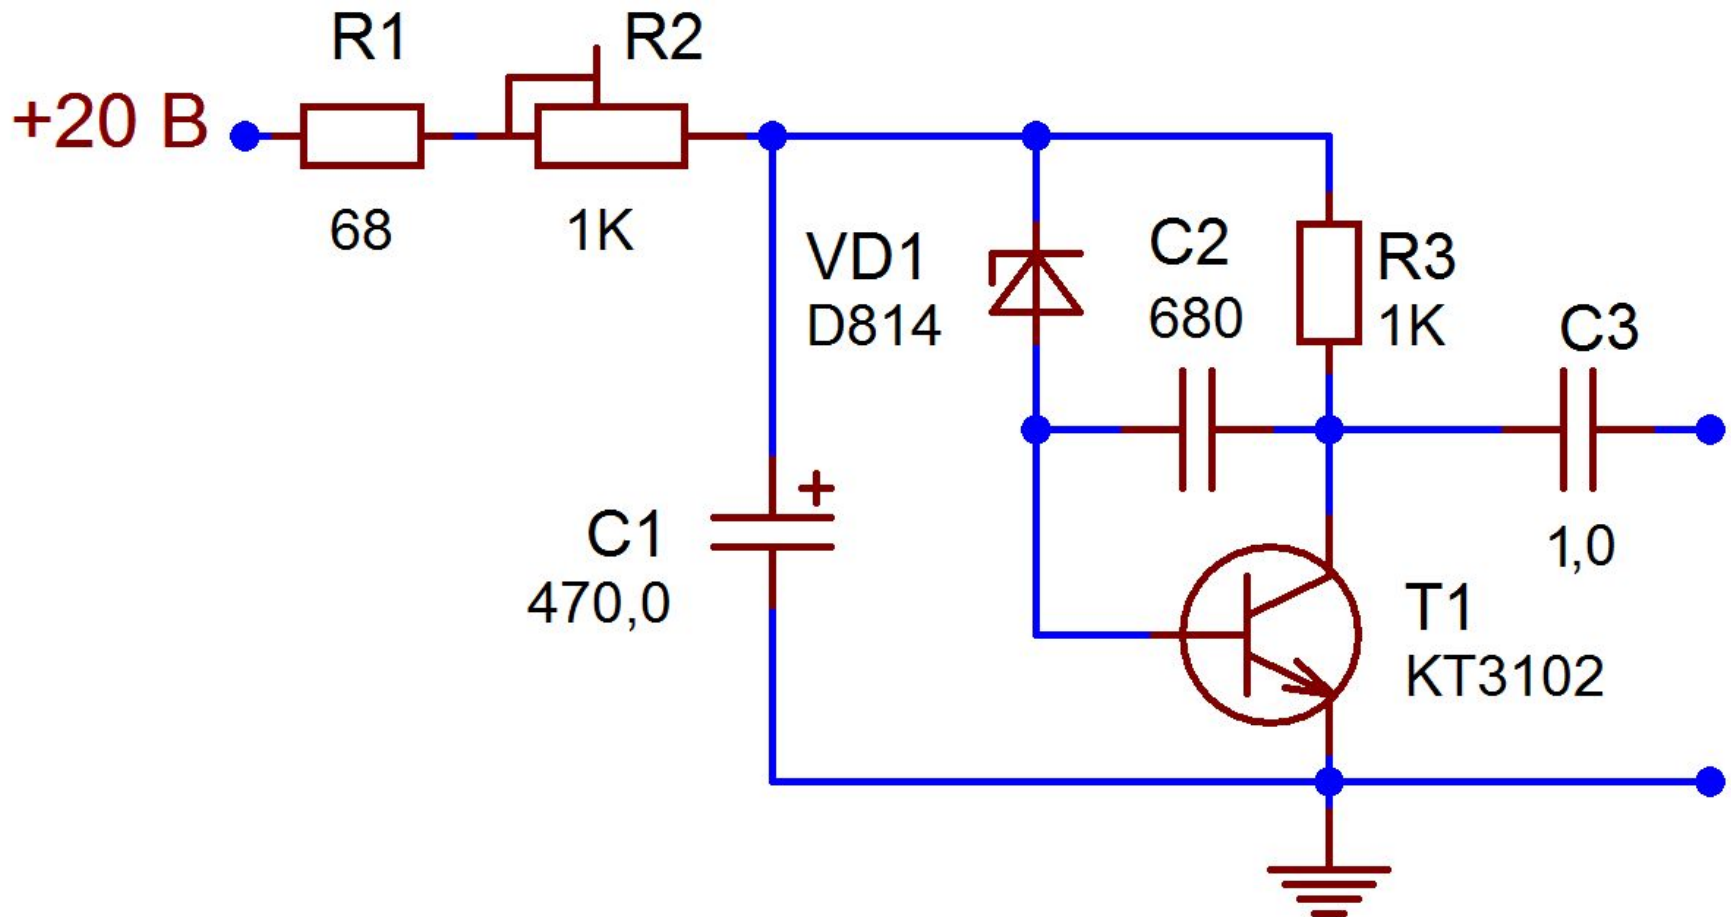 R1
R2
+20 В
68
1K
VD1
D814
C2
680
R3
1K
C3
1,0
+
C1
470,0
T1
KT3102